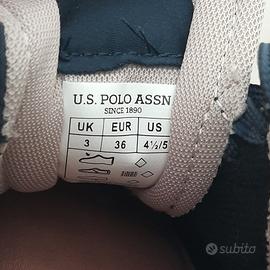 U.S. POLO ASSN
SINCE 1890
UK EUR US
3 36 4½/5
subito